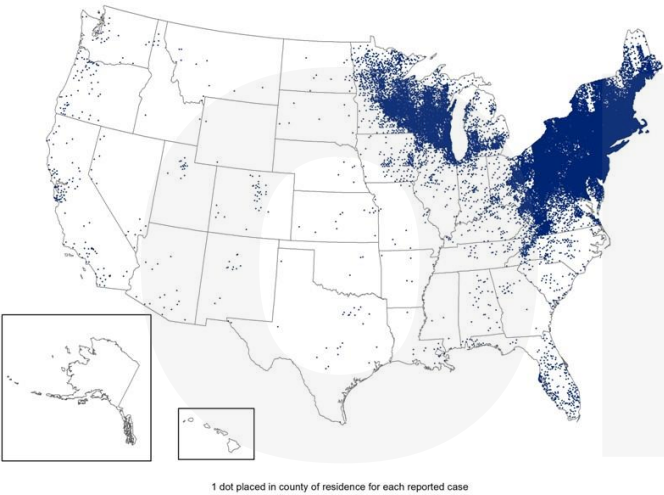 1 dot placed in county of residence for each reported case